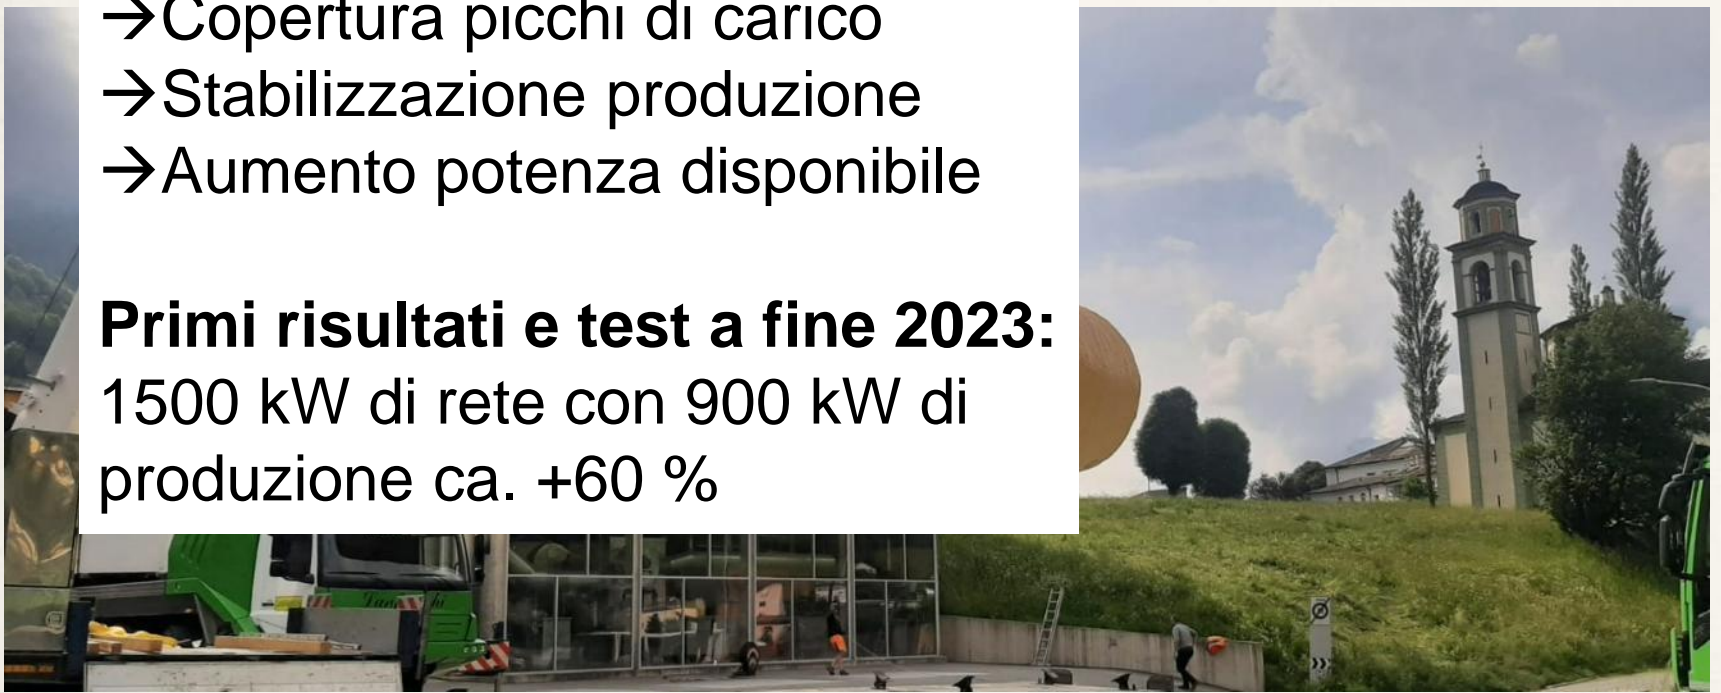 →Copertura picchi di carico
→Stabilizzazione produzione
→Aumento potenza disponibile
Primi risultati e test a fine 2023:
1500 kW di rete con 900 kW di
produzione ca. +60 %